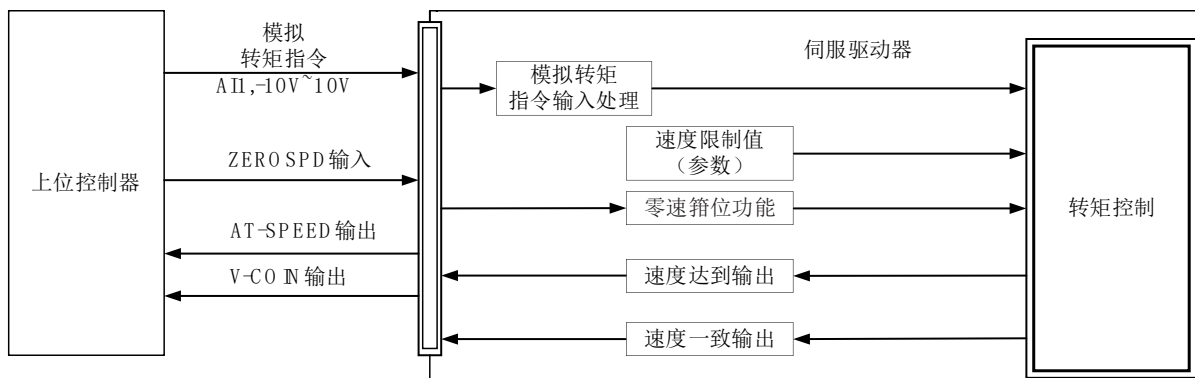 模拟
转矩指令
AI1,-10V~10V
伺服驱动器
模拟转矩
指令输入处理
速度限制值
（参数）
ZEROSPD输入
上位控制器
零速箝位功能
转矩控制
AT-SPEED输出
V-COIN输出
速度达到输出
速度一致输出